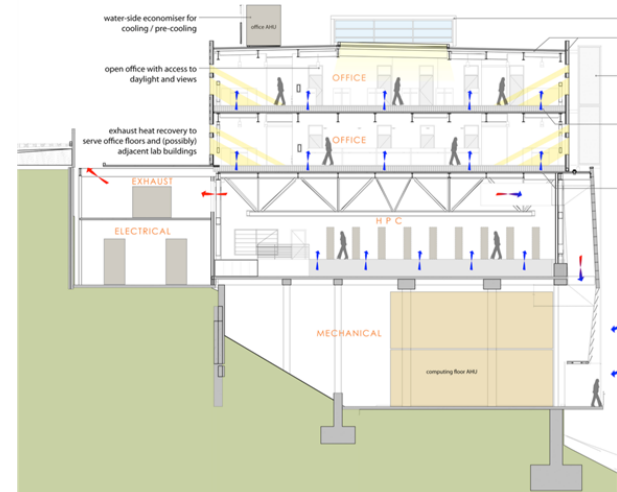 water-side economiser for
cooling / pre-cooling
office AHU
open office with access to
daylight and views
OFFICE
exhaust heat recovery to
serve office floors and (possibly)
adjacent lab buildings
OFFICE
EXHAUST
ELECTRICAL
HPC
MECHANICAL
computing floor AHU